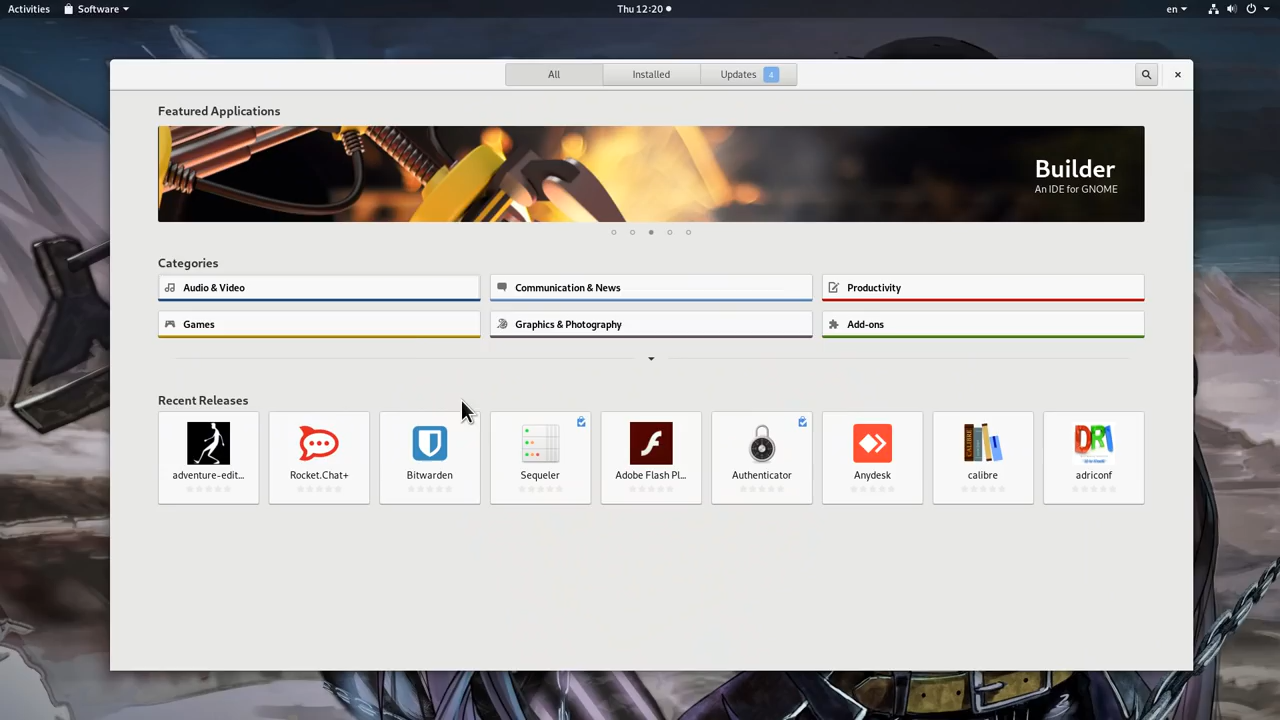 Activities
Software
Thu 12:20
en
All
Installed
Updates 4
Featured Applications
Builder
An IDE for GNOME
Categories
Audio & Video
Communication & News
Productivity
Games
Graphics & Photography
Add-ons
Recent Releases
CALIBRE
DRI
adventure-edit...
Rocket.Chat+
Bitwarden
Sequeler
Adobe Flash Pl...
Authenticator
Anydesk
calibre
adriconf